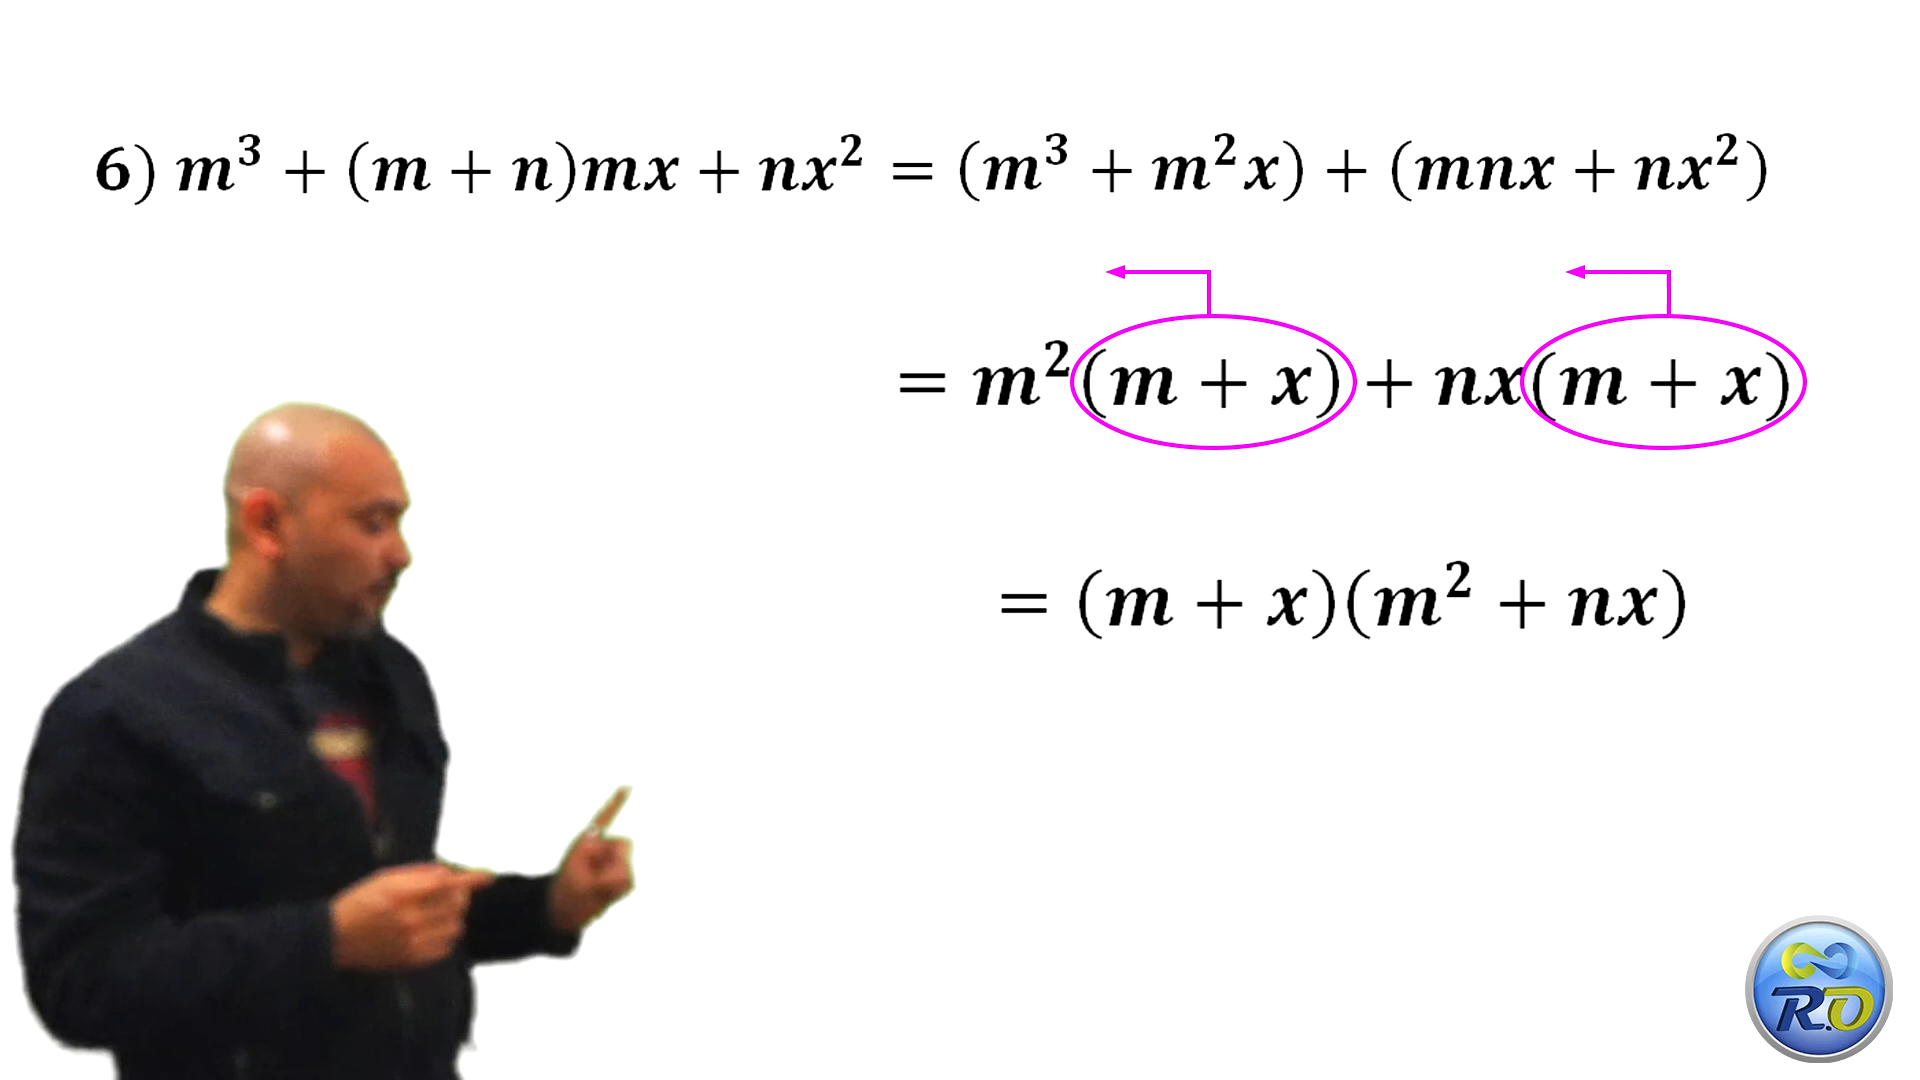 6) m³ + (m + n)mx + nx² = (m³ + m²x) + (mnx + nx²)
= m²(m + x) + nx(m + x)
= (m + x)(m² + nx)
R.D